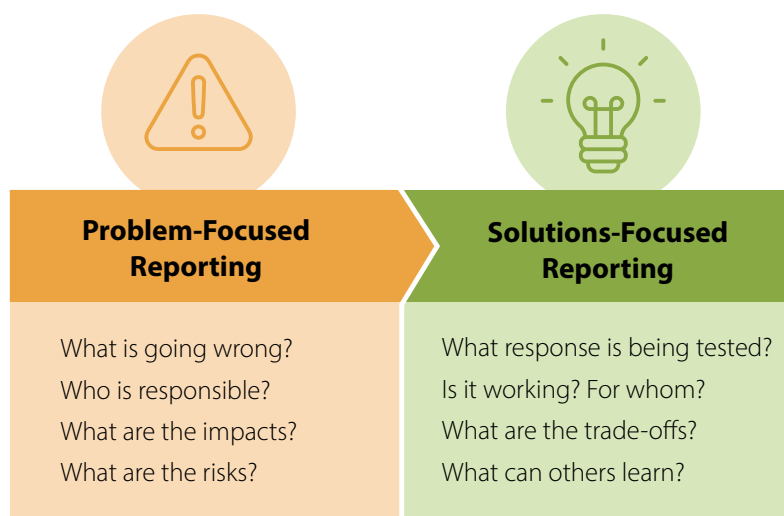 Problem-Focused
Reporting
What is going wrong?
Who is responsible?
What are the impacts?
What are the risks?
Solutions-Focused
Reporting
What response is being tested?
Is it working? For whom?
What are the trade-offs?
What can others learn?